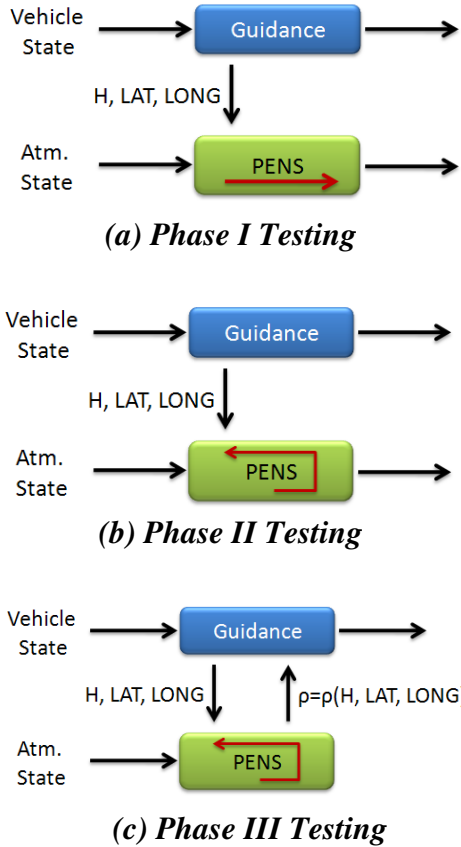 Vehicle
State
Guidance
H, LAT, LONG
Atm.
State
PENS
(a) Phase I Testing
Vehicle
State
Guidance
H, LAT, LONG
Atm.
State
PENS
(b) Phase II Testing
Vehicle
State
Guidance
H, LAT, LONG
ρ=ρ(H, LAT, LONG
Atm.
State
PENS
(c) Phase III Testing